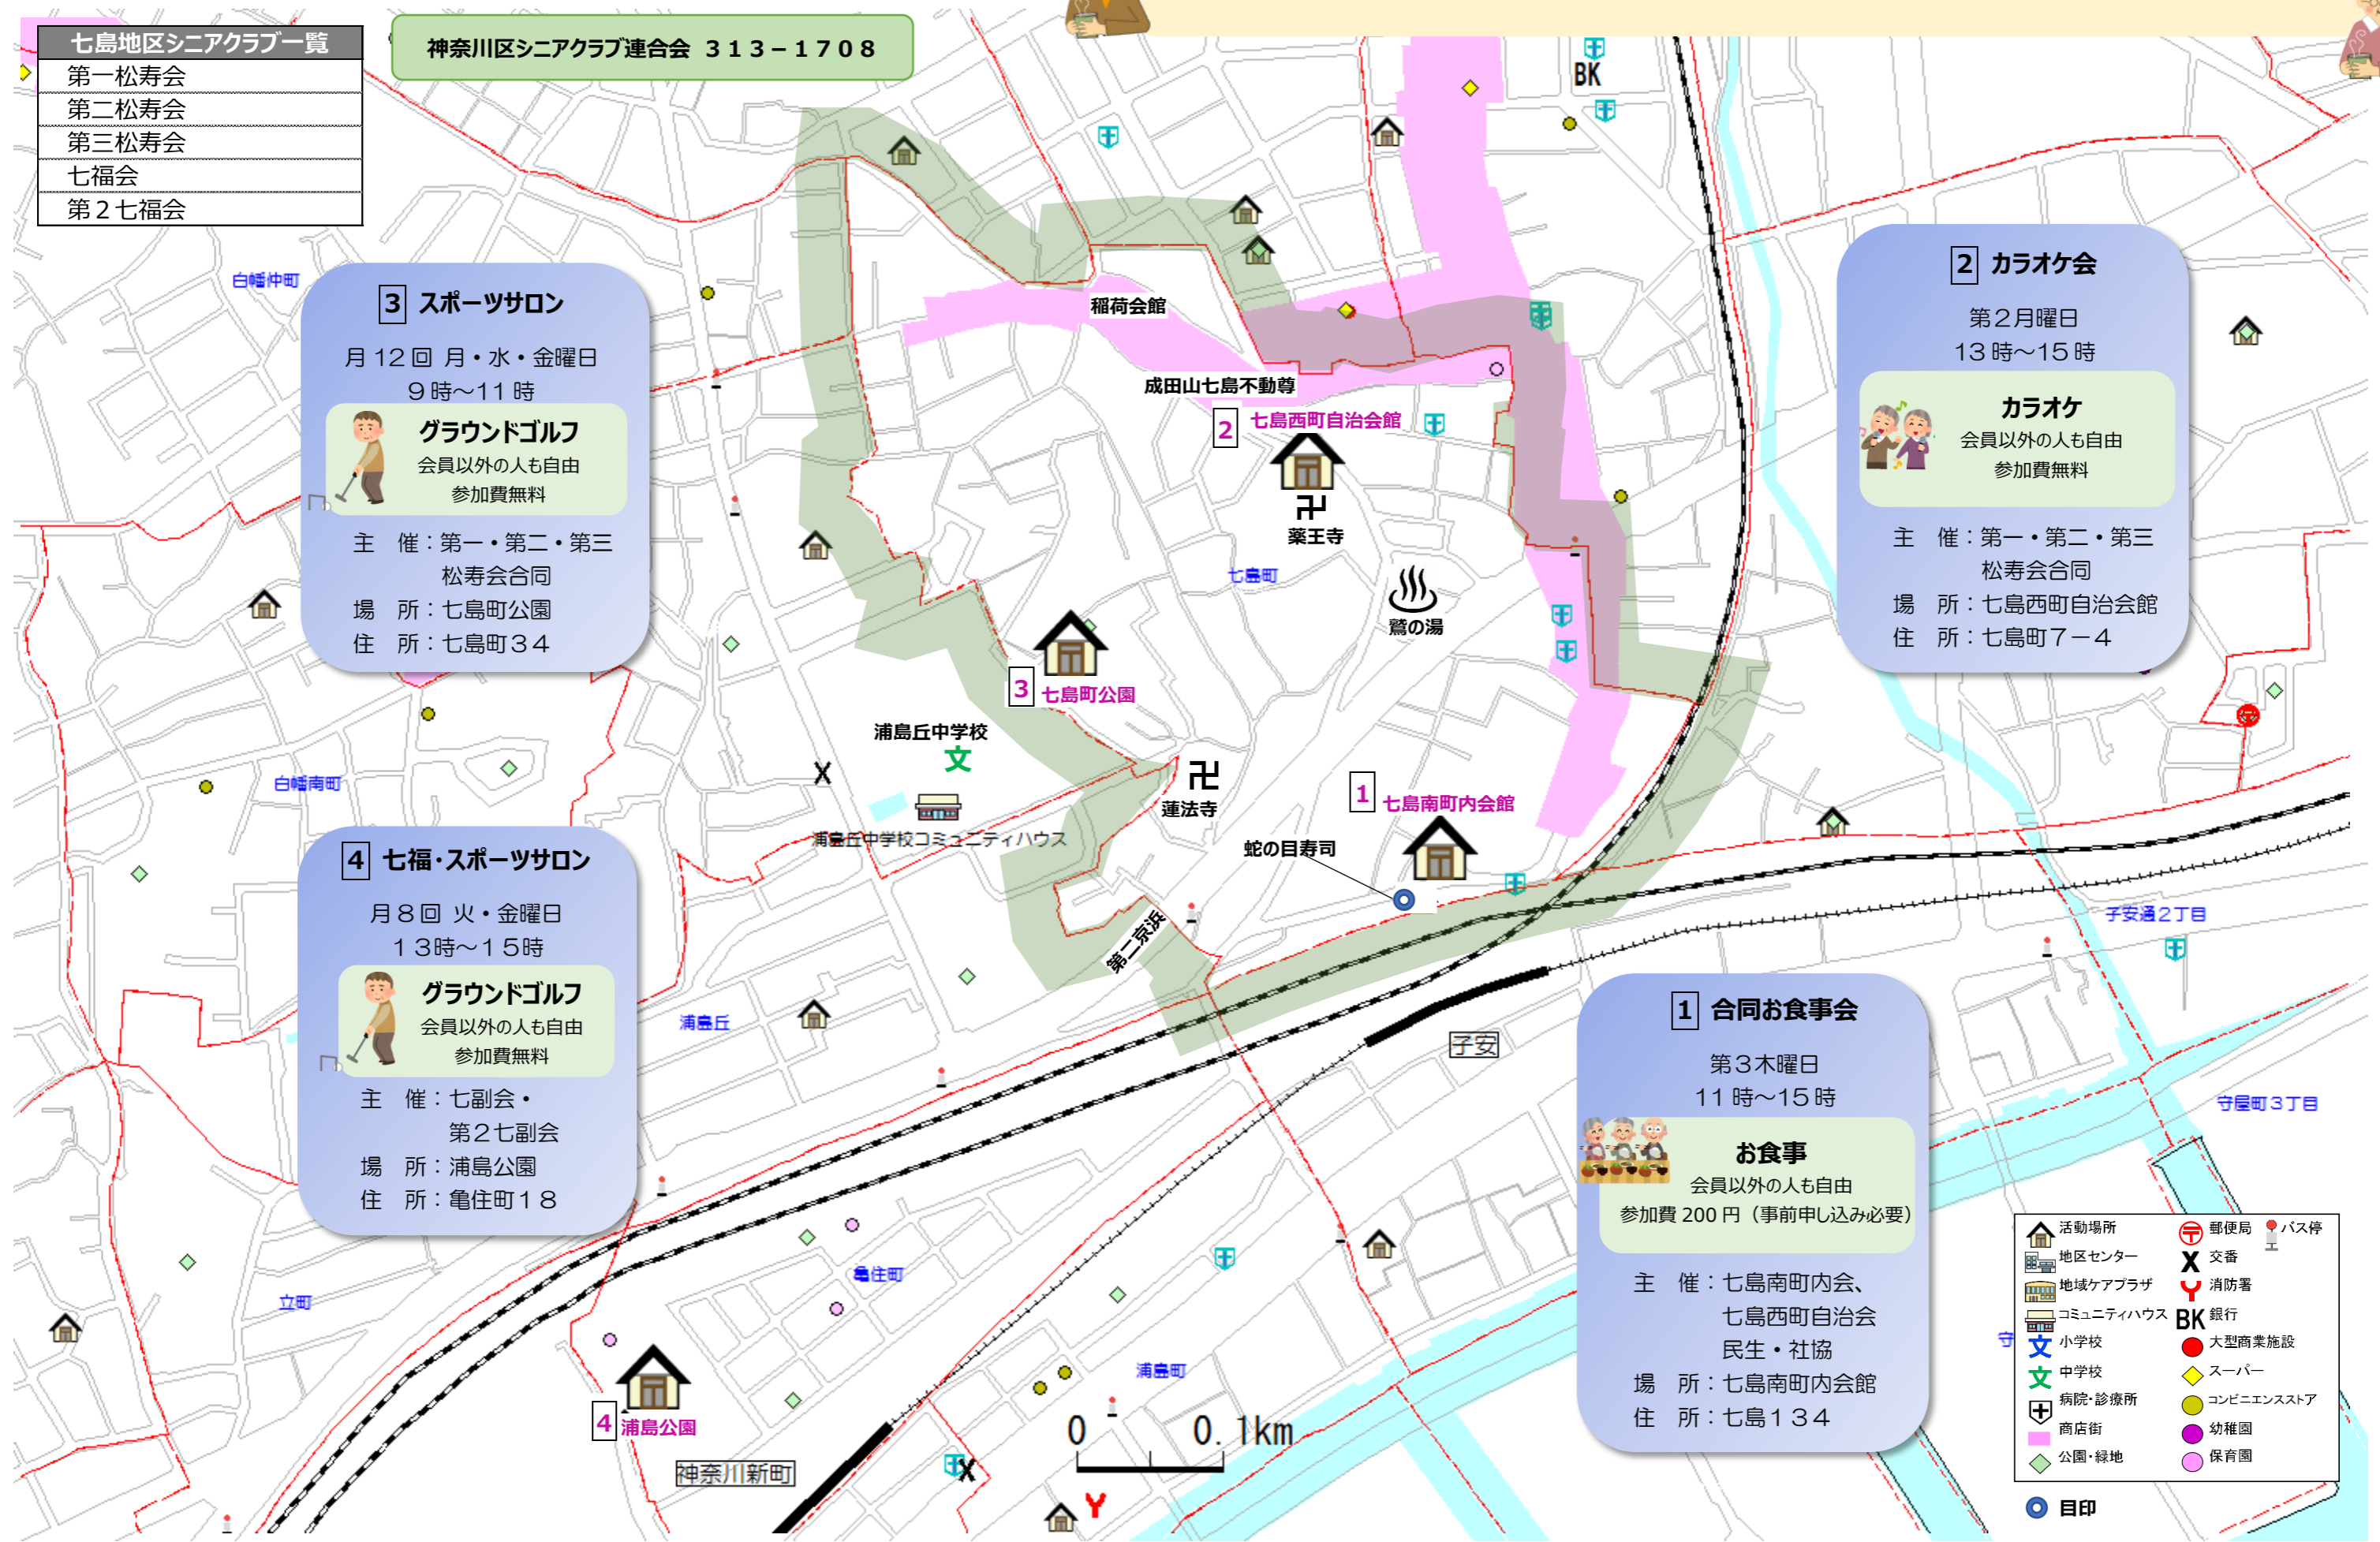 七島地区シニアクラブ一覧
第一松寿会
第二松寿会
第三松寿会
七福会
第２七福会
神奈川区シニアクラブ連合会 ３１３－１７０８
BK
白幡仲町
3 スポーツサロン
月 12 回 月・水・金曜日
９時～11 時
グラウンドゴルフ
会員以外の人も自由
参加費無料
主　催：第一・第二・第三
松寿会合同
場　所：七島町公園
住　所：七島町３４
稲荷会館
成田山七島不動尊
2 七島西町自治会館
薬王寺
七島町
鷲の湯
2 カラオケ会
第２月曜日
13 時～15 時
カラオケ
会員以外の人も自由
参加費無料
主　催：第一・第二・第三
松寿会合同
場　所：七島西町自治会館
住　所：七島町７－４
3 七島町公園
浦島丘中学校
文
浦島丘中学校コミュニティハウス
蓮法寺
1 七島南町内会館
蛇の目寿司
第二京浜
白幡南町
4 七福・スポーツサロン
月８回 火・金曜日
１３時～１５時
グラウンドゴルフ
会員以外の人も自由
参加費無料
主　催：七副会・
第２七副会
場　所：浦島公園
住　所：亀住町１８
浦島丘
子安
子安通２丁目
守屋町３丁目
1 合同お食事会
第３木曜日
11 時～15 時
お食事
会員以外の人も自由
参加費 200 円（事前申し込み必要）
主　催：七島南町内会、
七島西町自治会
民生・社協
場　所：七島南町内会館
住　所：七島１３４
立町
亀住町
浦島町
4 浦島公園
神奈川新町
0 0.1km
守
活動場所
地区センター
地域ケアプラザ
コミュニティハウス
文 小学校
文 中学校
病院・診療所
商店街
公園・緑地
郵便局
バス停
X 交番
Y 消防署
BK 銀行
大型商業施設
スーパー
コンビニエンスストア
幼稚園
保育園
目印